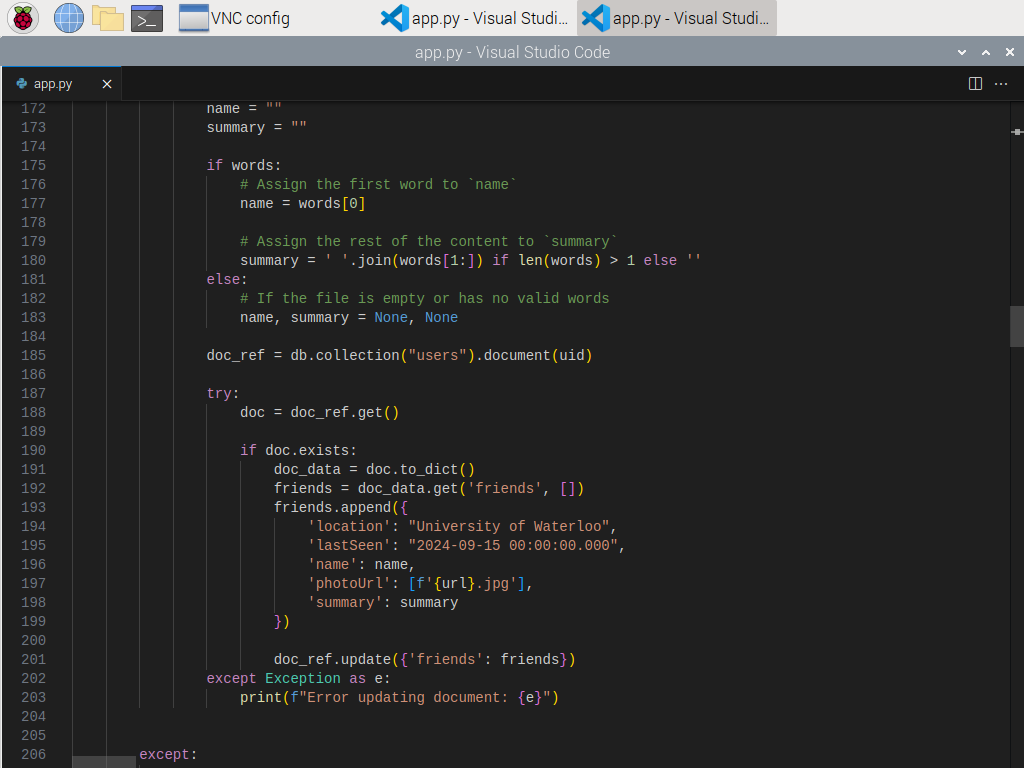 VNC config
app.py - Visual Studi...
app.py - Visual Studi...
app.py - Visual Studio Code
app.py
172 name = ""
173 summary = ""
174
175 if words:
176 # Assign the first word to `name`
177 name = words[0]
178
179 # Assign the rest of the content to `summary`
180 summary = ' '.join(words[1:]) if len(words) > 1 else ''
181 else:
182 # If the file is empty or has no valid words
183 name, summary = None, None
184
185 doc_ref = db.collection("users").document(uid)
186
187 try:
188 doc = doc_ref.get()
189
190 if doc.exists:
191 doc_data = doc.to_dict()
192 friends = doc_data.get('friends', [])
193 friends.append({
194 'location': "University of Waterloo",
195 'lastSeen': "2024-09-15 00:00:00.000",
196 'name': name,
197 'photoUrl': [f'{url}.jpg'],
198 'summary': summary
199 })
200
201 doc_ref.update({'friends': friends})
202 except Exception as e:
203 print(f"Error updating document: {e}")
204
205
206 except: